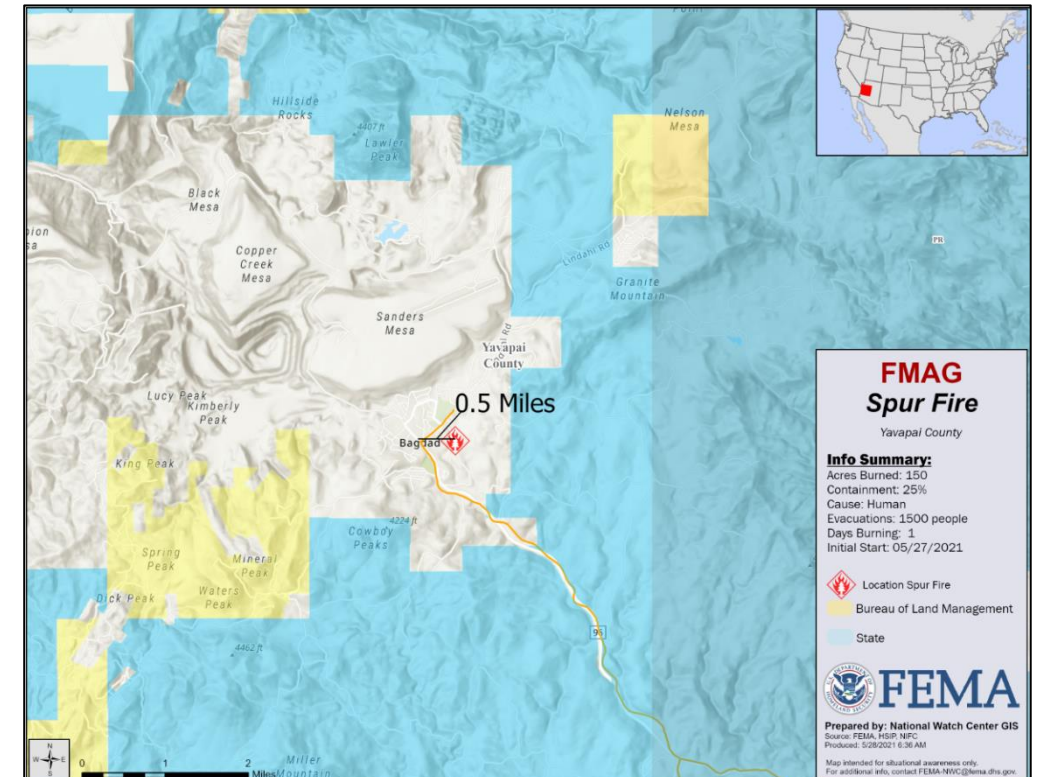 Point
Hillside
Rocks
4407 ft
Lawler
Peak
Nelson
Mesa
Black
Mesa
Copper
Creek
Mesa
Lindahl Rd
PR
Granite
Mountain
Sanders
Mesa
Rd
Yavapai
County
Lucy Peak
Kimberly
Peak
0.5 Miles
Bagdad
King Peak
4224 ft
Cowboy
Peaks
Spring
Peak
Mineral
Peak
Waters
Peak
Dick Peak
96
4462 ft
Miller
Mountain
N
W E
S
0 1 2
Miles
FMAG
Spur Fire
Yavapai County
Info Summary:
Acres Burned: 150
Containment: 25%
Cause: Human
Evacuations: 1500 people
Days Burning: 1
Initial Start: 05/27/2021
Location Spur Fire
Bureau of Land Management
State
FEMA
Prepared by: National Watch Center GIS
Source: FEMA, HSIP, NIFC
Produced: 5/28/2021 6:36 AM
Map intended for situational awareness only.
For additional info, contact FEMA-NWC@fema.dhs.gov.